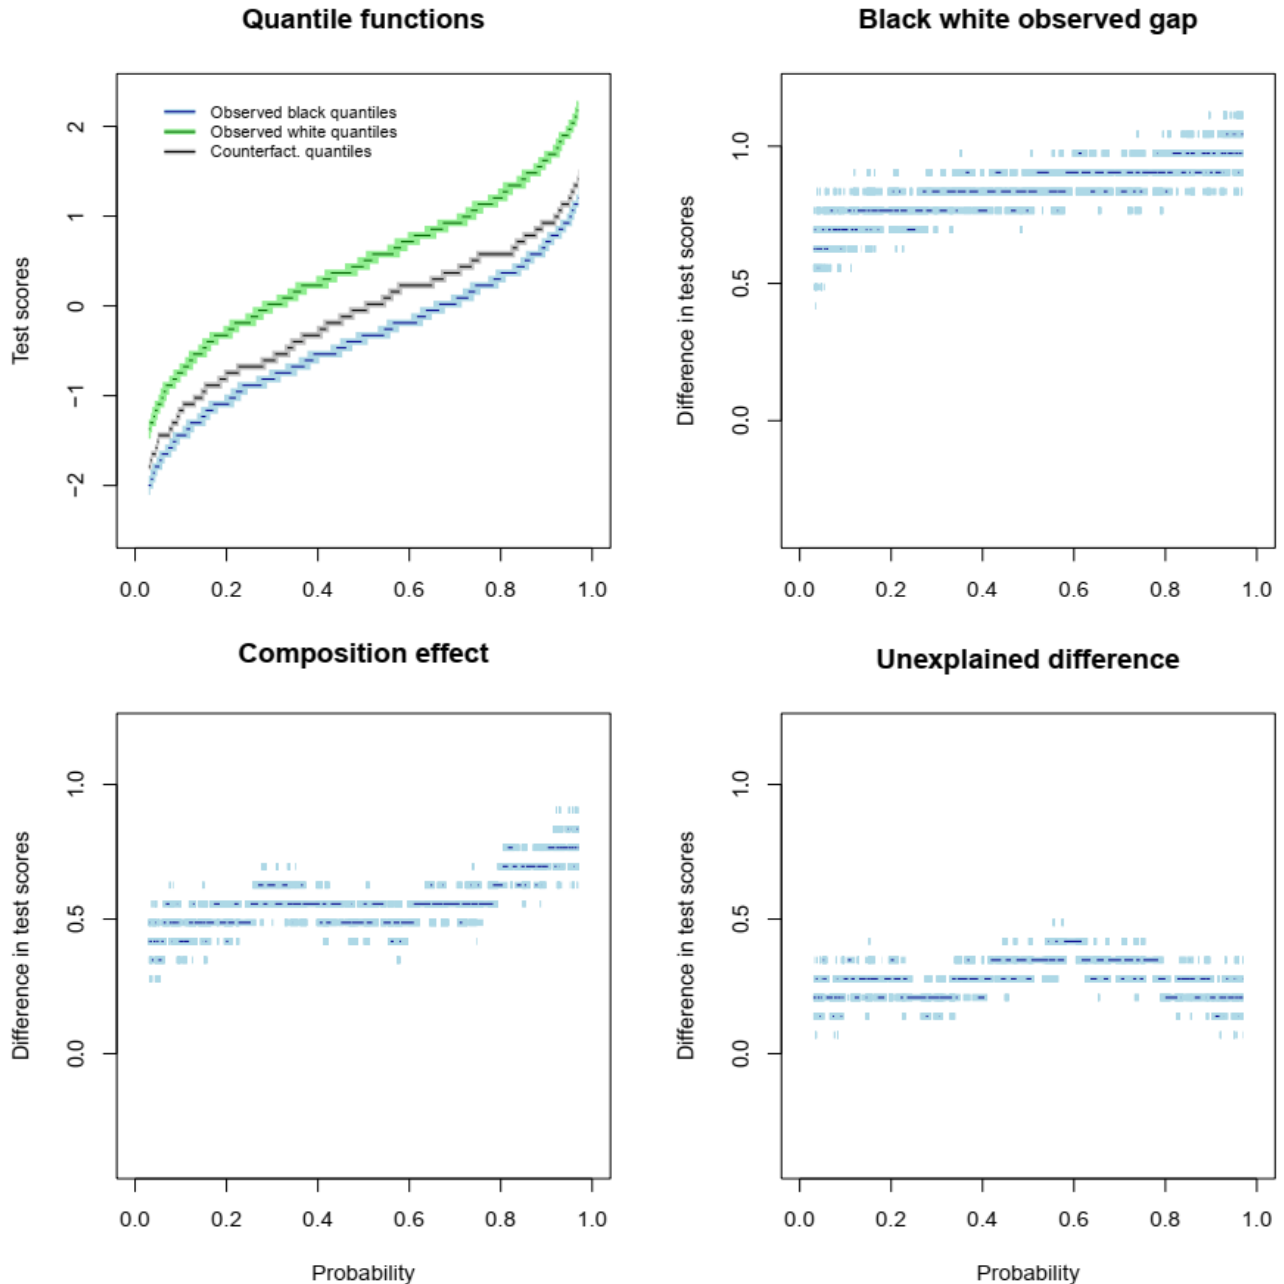 Quantile functions
Test scores
2
1
0
−1
−2
Observed black quantiles
Observed white quantiles
Counterfact. quantiles
0.0 0.2 0.4 0.6 0.8 1.0
Black white observed gap
Difference in test scores
1.0
0.5
0.0
0.0 0.2 0.4 0.6 0.8 1.0
Composition effect
Difference in test scores
1.0
0.5
0.0
0.0 0.2 0.4 0.6 0.8 1.0
Probability
Unexplained difference
Difference in test scores
1.0
0.5
0.0
0.0 0.2 0.4 0.6 0.8 1.0
Probability